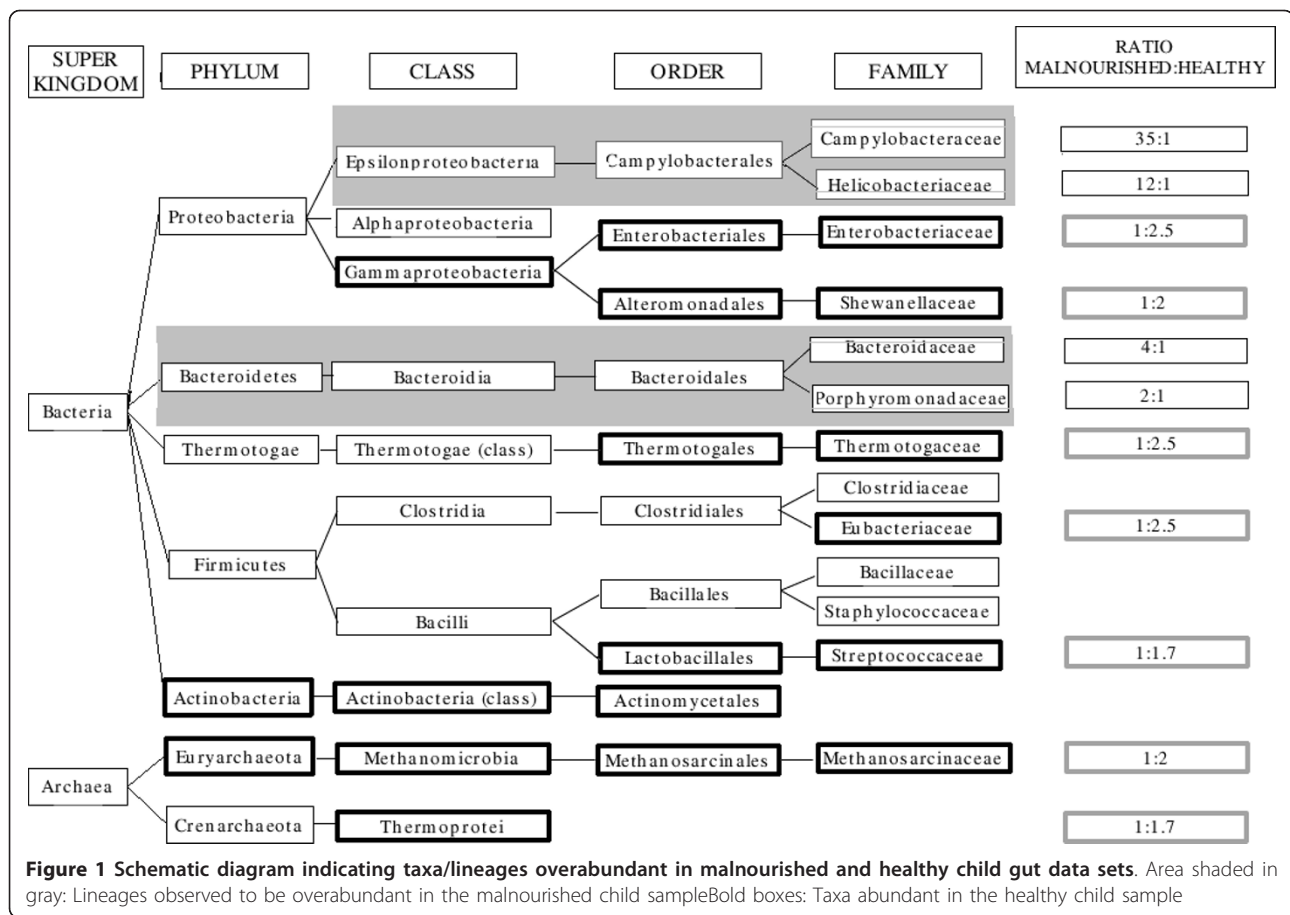 SUPER
KINGDOM
PHYLUM
CLASS
ORDER
FAMILY
RATIO
MALNOURISHED:HEALTHY
Epsilonproteobacteria
Campylobacterales
Campylobacteraceae
35:1
Helicobacteriaceae
12:1
Proteobacteria
Alphaproteobacteria
Enterobacteriales
Enterobacteriaceae
1:2.5
Gammaproteobacteria
Alteromonadales
Shewanellaceae
1:2
Bacteroidaceae
4:1
Bacteroidetes
Bacteroidia
Bacteroidales
Porphyromonadaceae
2:1
Bacteria
Thermotogae
Thermotogae (class)
Thermotogales
Thermotogaceae
1:2.5
Clostridiaceae
Clostridia
Clostridiales
Eubacteriaceae
1:2.5
Firmicutes
Bacillaceae
Bacillales
Staphylococcaceae
Bacilli
Lactobacillales
Streptococcaceae
1:1.7
Actinobacteria
Actinobacteria (class)
Actinomycetales
Euryarchaeota
Methanomicrobia
Methanosarcinales
Methanosarcinaceae
1:2
Archaea
Crenarchaeota
Thermoprotei
1:1.7
Figure 1 Schematic diagram indicating taxa/lineages overabundant in malnourished and healthy child gut data sets. Area shaded in
gray: Lineages observed to be overabundant in the malnourished child sampleBold boxes: Taxa abundant in the healthy child sample